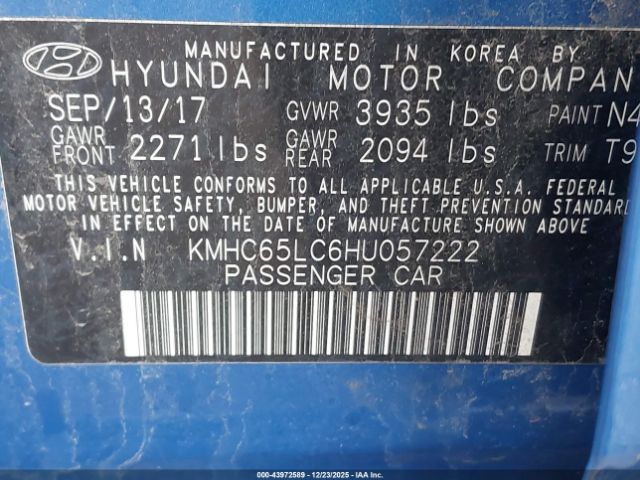 MANUFACTURED IN KOREA BY
HYUNDAI MOTOR COMPAN
SEP/13/17 GVWR 3935 lbs PAINT N4
GAWR FRONT 2271 lbs GAWR REAR 2094 lbs TRIM T9
THIS VEHICLE CONFORMS TO ALL APPLICABLE U.S.A. FEDERAL
MOTOR VEHICLE SAFETY, BUMPER, AND THEFT PREVENTION STANDARD
IN EFFECT ON THE DATE OF MANUFACTURE SHOWN ABOVE
V.I.N KMHC65LC6HU057222
PASSENGER CAR
000-43972589 - 12/23/2025 - IAAI.COM